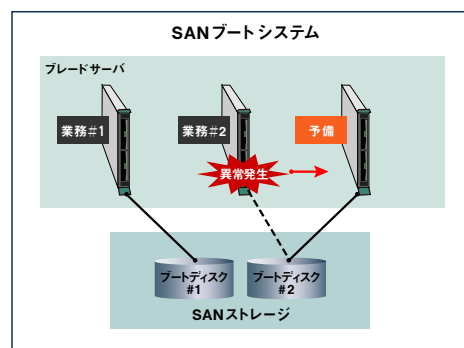 SANブートシステム
ブレードサーバ
業務#1
業務#2
予備
異常発生
ブートディスク
#1
ブートディスク
#2
SANストレージ